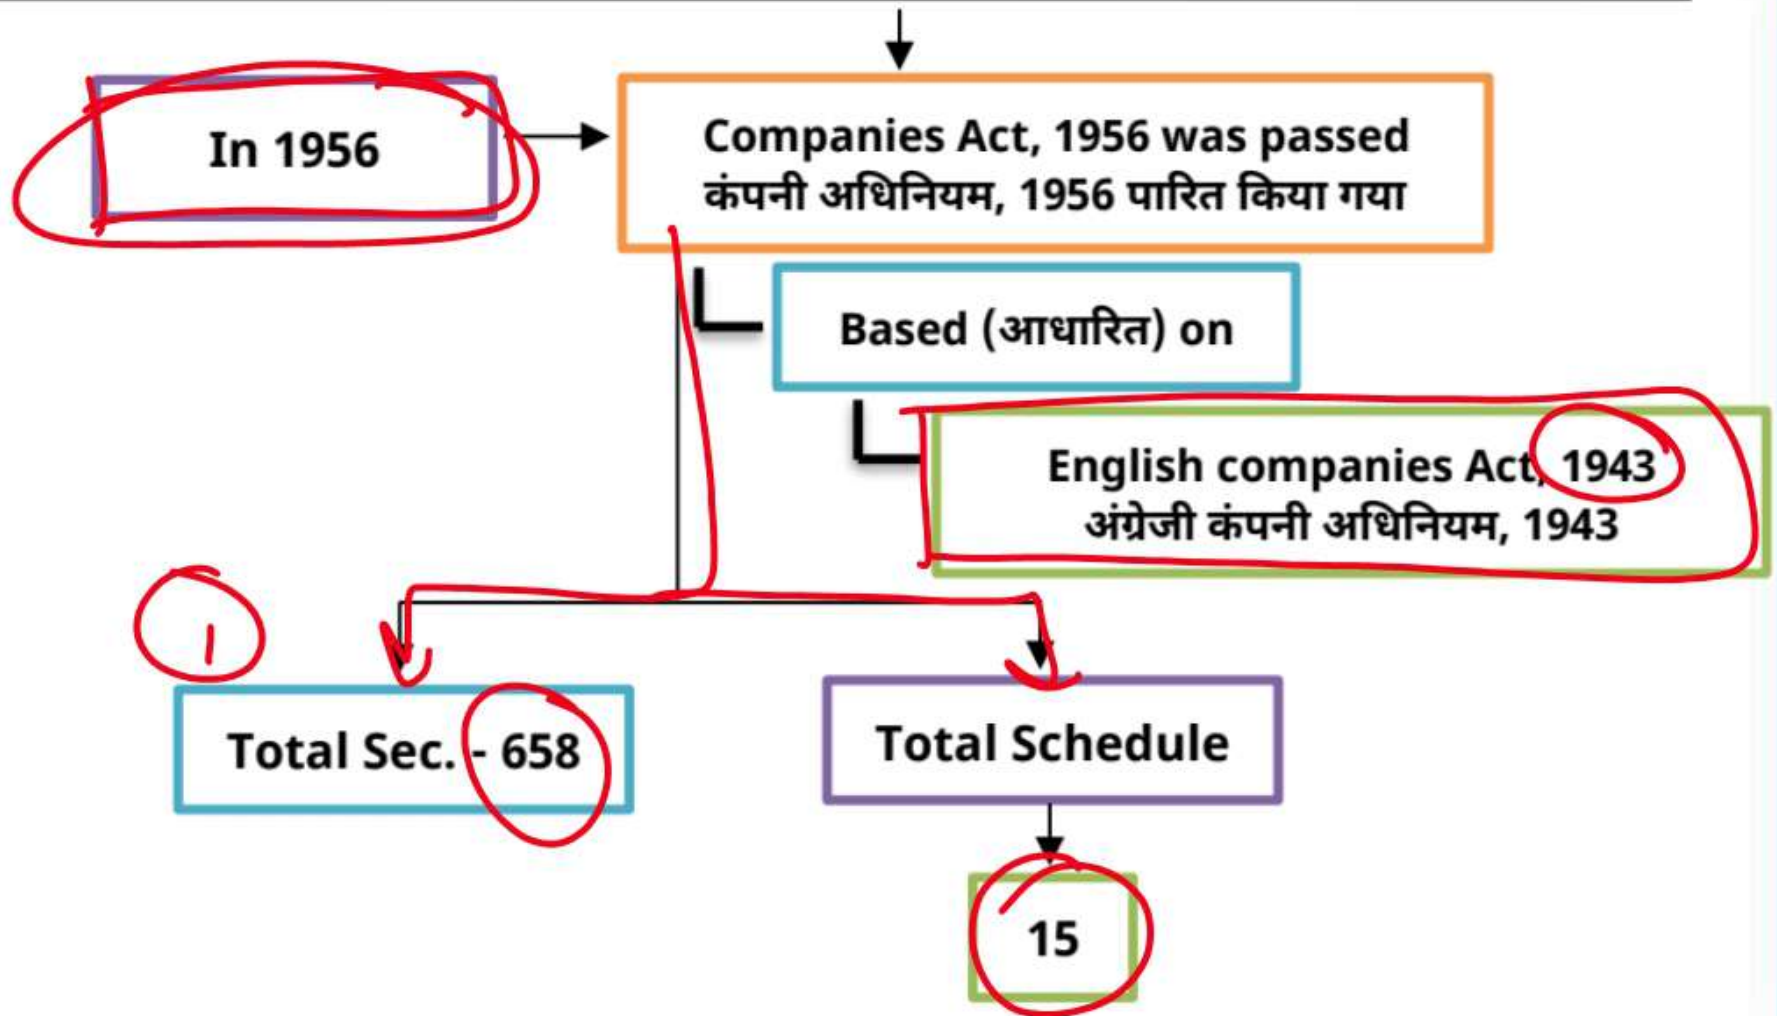 In 1956
Companies Act, 1956 was passed
कंपनी अधिनियम, 1956 पारित किया गया
Based (आधारित) on
English companies Act, 1943
अंग्रेजी कंपनी अधिनियम, 1943
1
Total Sec. - 658
Total Schedule
15